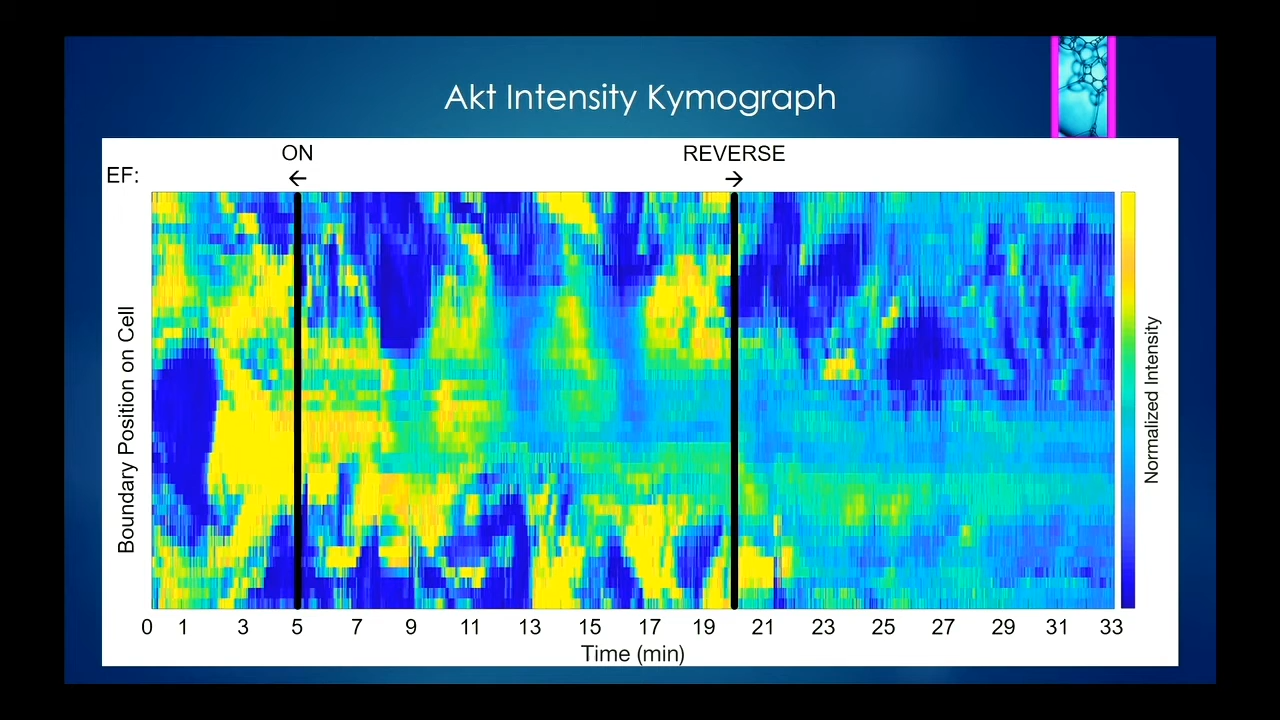 Akt Intensity Kymograph
ON
REVERSE
EF:
←
→
Boundary Position on Cell
Normalized Intensity
0 1 3 5 7 9 11 13 15 17 19 21 23 25 27 29 31 33
Time (min)